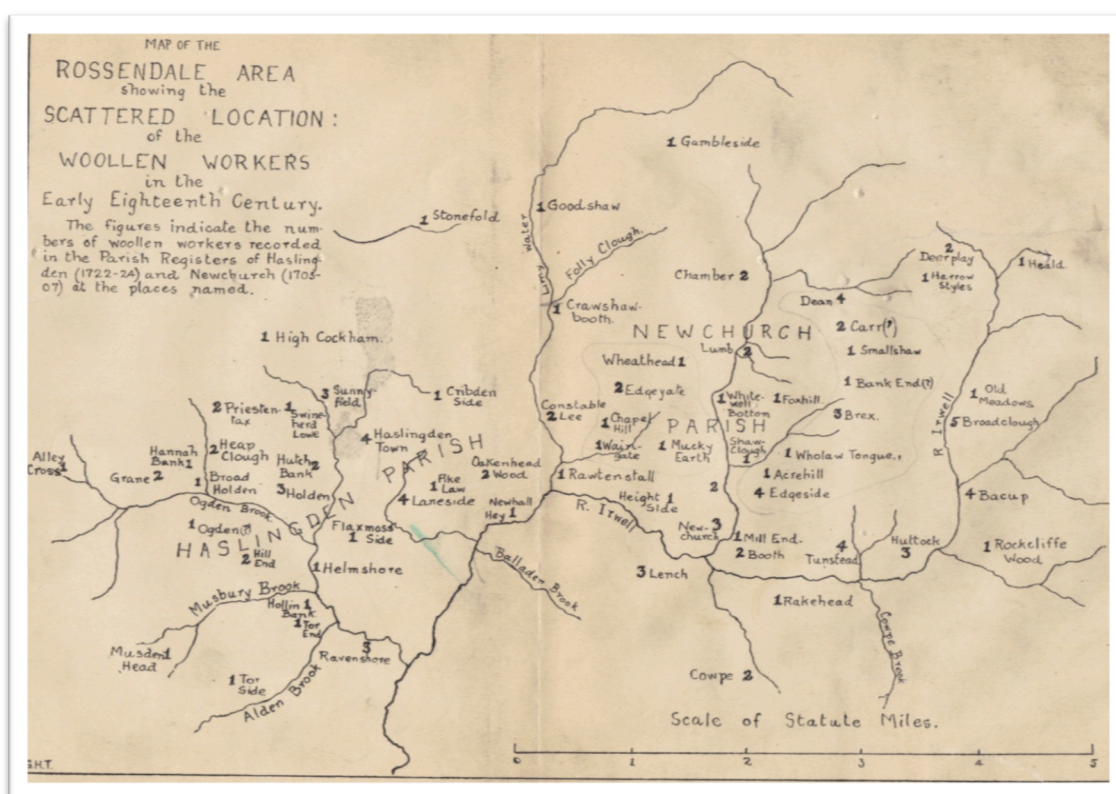 MAP OF THE
ROSSENDALE AREA
showing the
SCATTERED LOCATION:
of the
WOOLLEN WORKERS
in the
Early Eighteenth Century.
The figures indicate the num-
bers of woollen workers recorded
in the Parish Registers of Hasling-
den (1722-24) and Newchurch (1705-
07) at the places named.
1 Gambleside
1 Stonefold
1 Goodshaw
Water
Folly Clough.
2
Deerplay
1 Heald.
Chamber 2
1 Harrow
Styles
Dean 4
1 Crawshaw-
booth.
NEWCHURCH
2 Carr(?)
1 High Cockham.
Lumb 2
1 Smallshaw
Wheathead 1
1 Bank End(?)
2 Edgeyate
3 Sunny-
field
1 Cribden
Side
1 White-
well
Bottom
1 Foxhill.
1 Old
Meadows
2 Priesten-
tax
1
Swine-
herd
Lowe
Constable
2 Lee
1 Chapel
Hill
3 Brex.
5 Broadclough
R. Irwell
PARISH
4 Haslingden
Town
PARISH
Alley
Cross 1
Hannah
Bank 1
2 Heap
Clough
Hutch 2
Bank
Oakenhead
2 Wood
1 Wain-
gate
1 Mucky
Earth
Shaw-
Clough
1
1 Wholaw Tongue.
Grane 2
1 Broad
Holden
3 Holden
1 Pike
Law
1 Rawtenstall
1 Acrehill
4 Laneside
2
4 Edgeside
4 Bacup
Ogden Brook.
Newhall
Hey 1
Height 1
Side
R. Irwell
1 Ogden(?)
HASLINGDEN
Flaxmoss
1 Side
New- 3
church
1 Mill End.
2 Booth
4
Tunstead
Huttock
3
1 Rockcliffe
Wood
2 Hill
End
1 Helmshore
Ballader Brook
3 Lench
Musbury Brook
Hollin 1
Bank
1 Tor
End
1 Rakehead
Musden 1
Head
3
Ravenshore
Cowpe Brook
1 Tor
Side
Alden Brook
Cowpe 2
Scale of Statute Miles.
0 1 2 3 4 5
G.H.T.